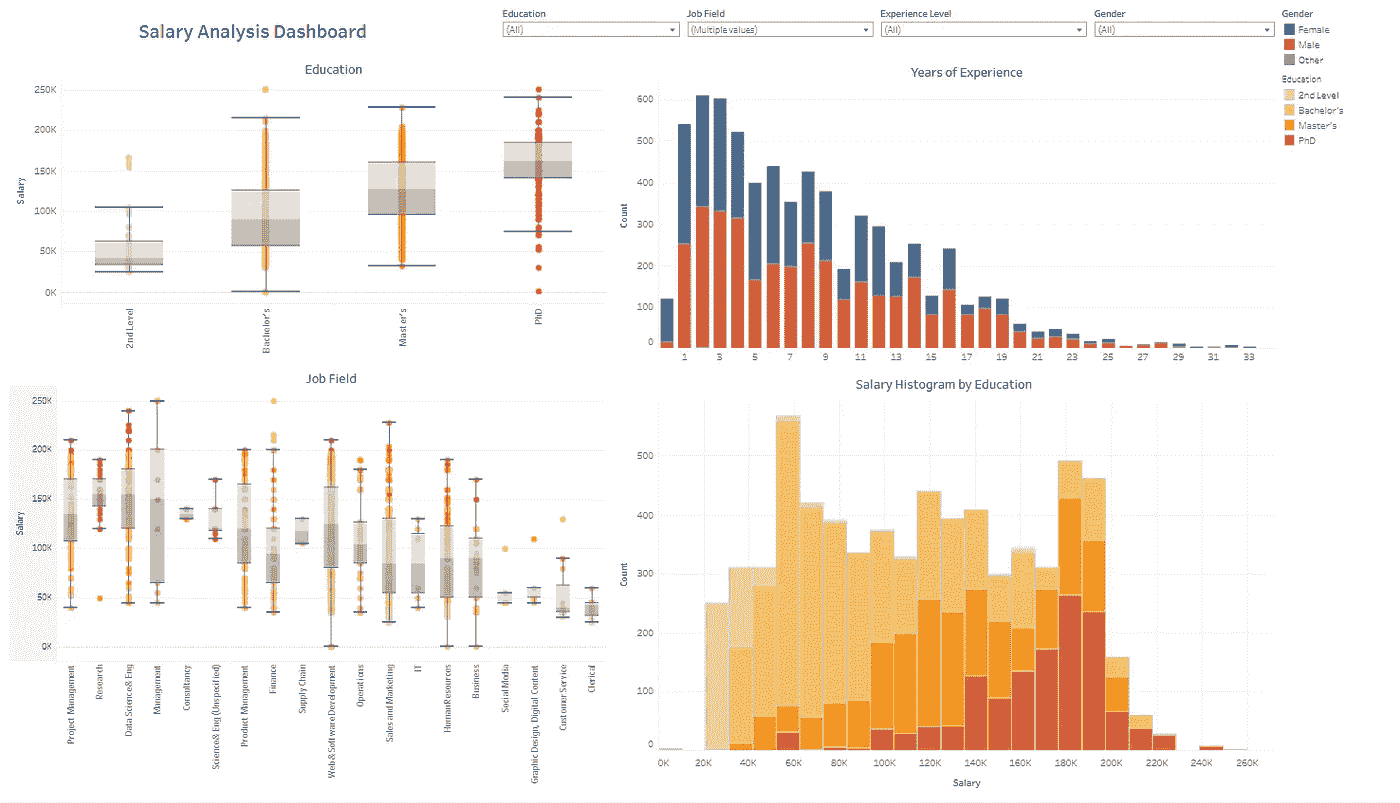 Salary Analysis Dashboard
Education
(All)
Job Field
(Multiple values)
Experience Level
(All)
Gender
(All)
Gender
Female
Male
Other
Education
2nd Level
Bachelor's
Master's
PhD
Education
Salary
250K
200K
150K
100K
50K
0K
2nd Level
Bachelor's
Master's
PhD
Years of Experience
Count
600
500
400
300
200
100
0
1
3
5
7
9
11
13
15
17
19
21
23
25
27
29
31
33
Job Field
Salary
250K
200K
150K
100K
50K
0K
Project Management
Research
Data Science & Eng
Management
Consultancy
Science & Eng (Unspecified)
Product Management
Finance
Supply Chain
Web & Software Development
Operations
Sales and Marketing
IT
Human Resources
Business
Social Media
Graphic Design, Digital Content
Customer Service
Clerical
Salary Histogram by Education
Count
500
400
300
200
100
0
0K
20K
40K
60K
80K
100K
120K
140K
160K
180K
200K
220K
240K
260K
Salary